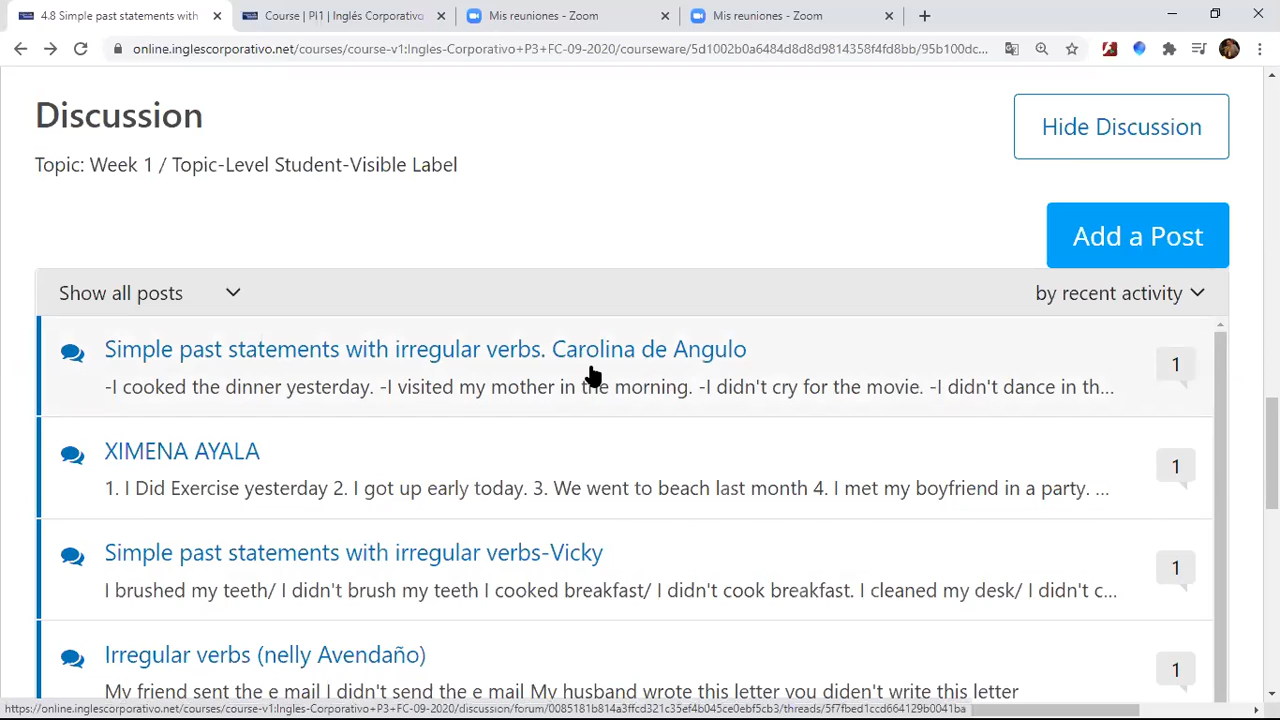 4.8 Simple past statements with
Course | PI1 | Inglés Corporativo
Mis reuniones - Zoom
Mis reuniones - Zoom
online.inglescorporativo.net/courses/course-v1:Ingles-Corporativo+P3+FC-09-2020/courseware/5d1002b0a6484d8d8d9814358f4fd8bb/95b100dc...
Discussion
Hide Discussion
Topic: Week 1 / Topic-Level Student-Visible Label
Add a Post
Show all posts
by recent activity
Simple past statements with irregular verbs. Carolina de Angulo
1
-I cooked the dinner yesterday. -I visited my mother in the morning. -I didn't cry for the movie. -I didn't dance in th...
XIMENA AYALA
1
1. I Did Exercise yesterday 2. I got up early today. 3. We went to beach last month 4. I met my boyfriend in a party. ...
Simple past statements with irregular verbs-Vicky
1
I brushed my teeth/ I didn't brush my teeth I cooked breakfast/ I didn't cook breakfast. I cleaned my desk/ I didn't c...
Irregular verbs (nelly Avendaño)
1
My friend sent the e mail I didn't send the e mail My husband wrote this letter you diden't write this letter
https://online.inglescorporativo.net/courses/course-v1:Ingles-Corporativo+P3+FC-09-2020/discussion/forum/0085181b814a3ffcd321c35ef4b045ce0ebf5cb3/threads/5f7fbed1ccd664129b0041ba